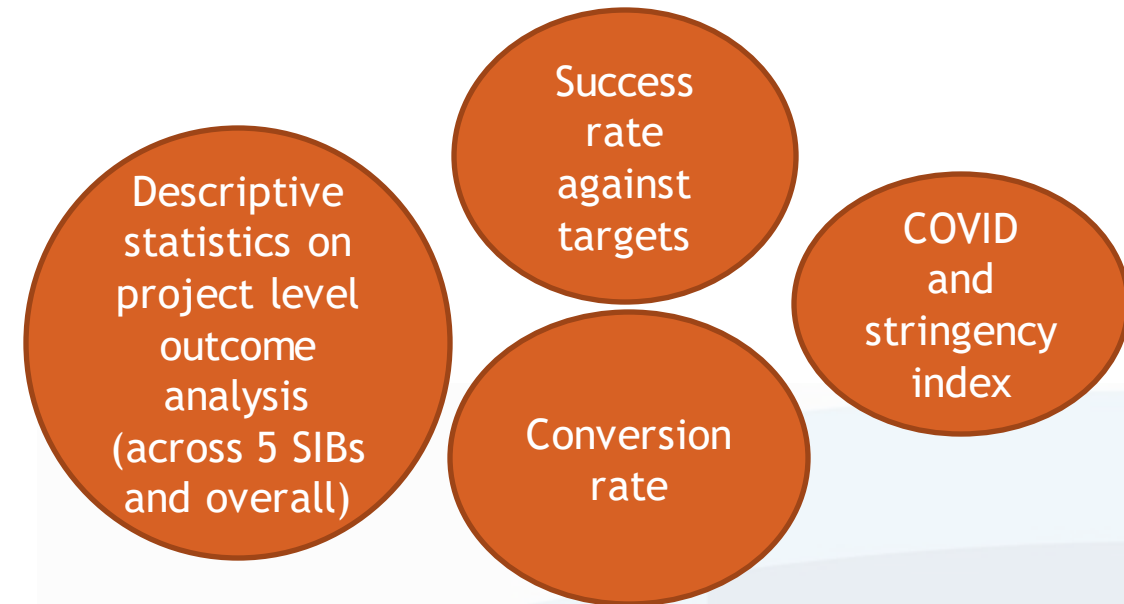 Descriptive
statistics on
project level
outcome
analysis
(across 5 SIBs
and overall)
Success
rate
against
targets
Conversion
rate
COVID
and
stringency
index